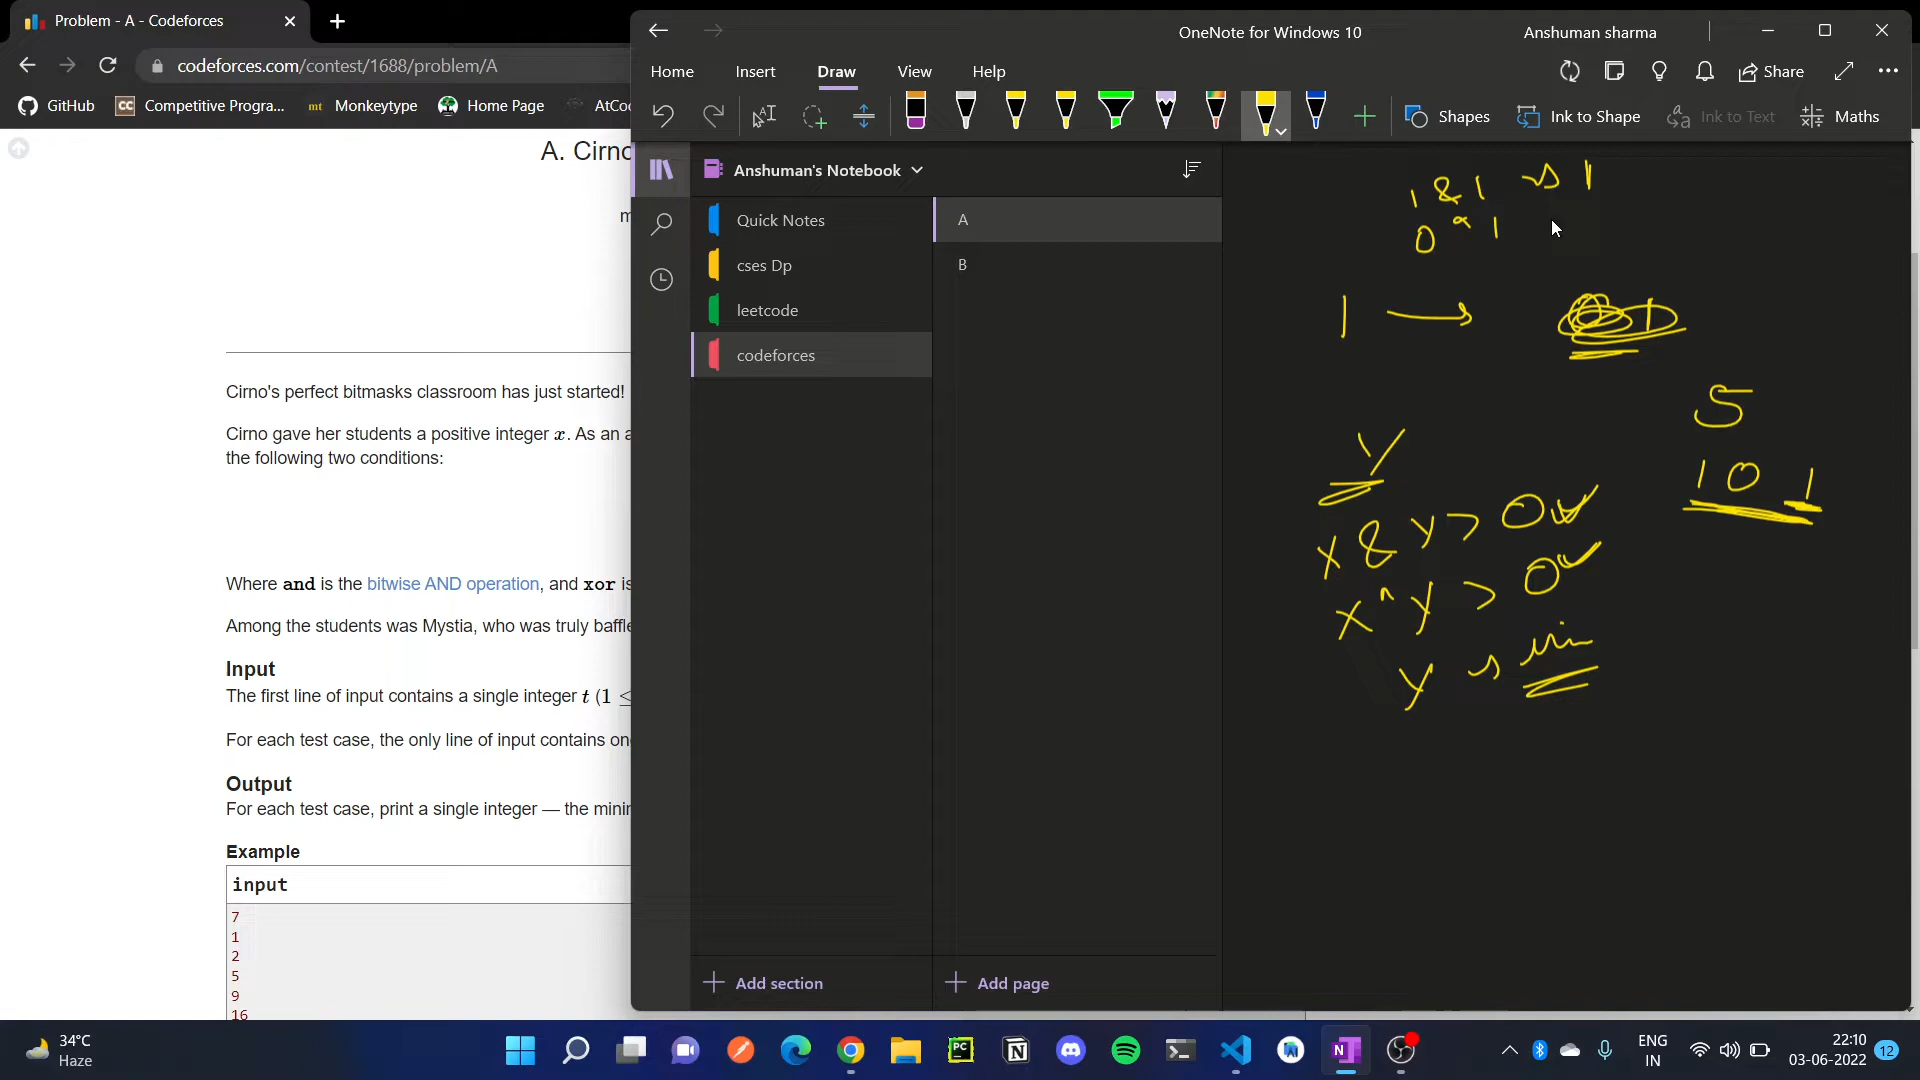 Problem - A - Codeforces
codeforces.com/contest/1688/problem/A
GitHub
Competitive Progra...
Monkeytype
Home Page
AtCoo
A. Cirno
m
Cirno's perfect bitmasks classroom has just started!
Cirno gave her students a positive integer x. As an a
the following two conditions:
Where and is the bitwise AND operation, and xor is
Among the students was Mystia, who was truly baffle
Input
The first line of input contains a single integer t (1 ≤
For each test case, the only line of input contains on
Output
For each test case, print a single integer — the minim
Example
input
7
1
2
5
9
16
OneNote for Windows 10
Anshuman sharma
Home
Insert
Draw
View
Help
Share
Shapes
Ink to Shape
Ink to Text
Maths
Anshuman's Notebook
Quick Notes
cses Dp
leetcode
codeforces
A
B
Add section
Add page
1 & 1 → 1
0 ^ 1
1 →
5
1 0 1
y
x & y > 0
x ^ y > 0
y → min
34°C
Haze
ENG
IN
22:10
03-06-2022
12